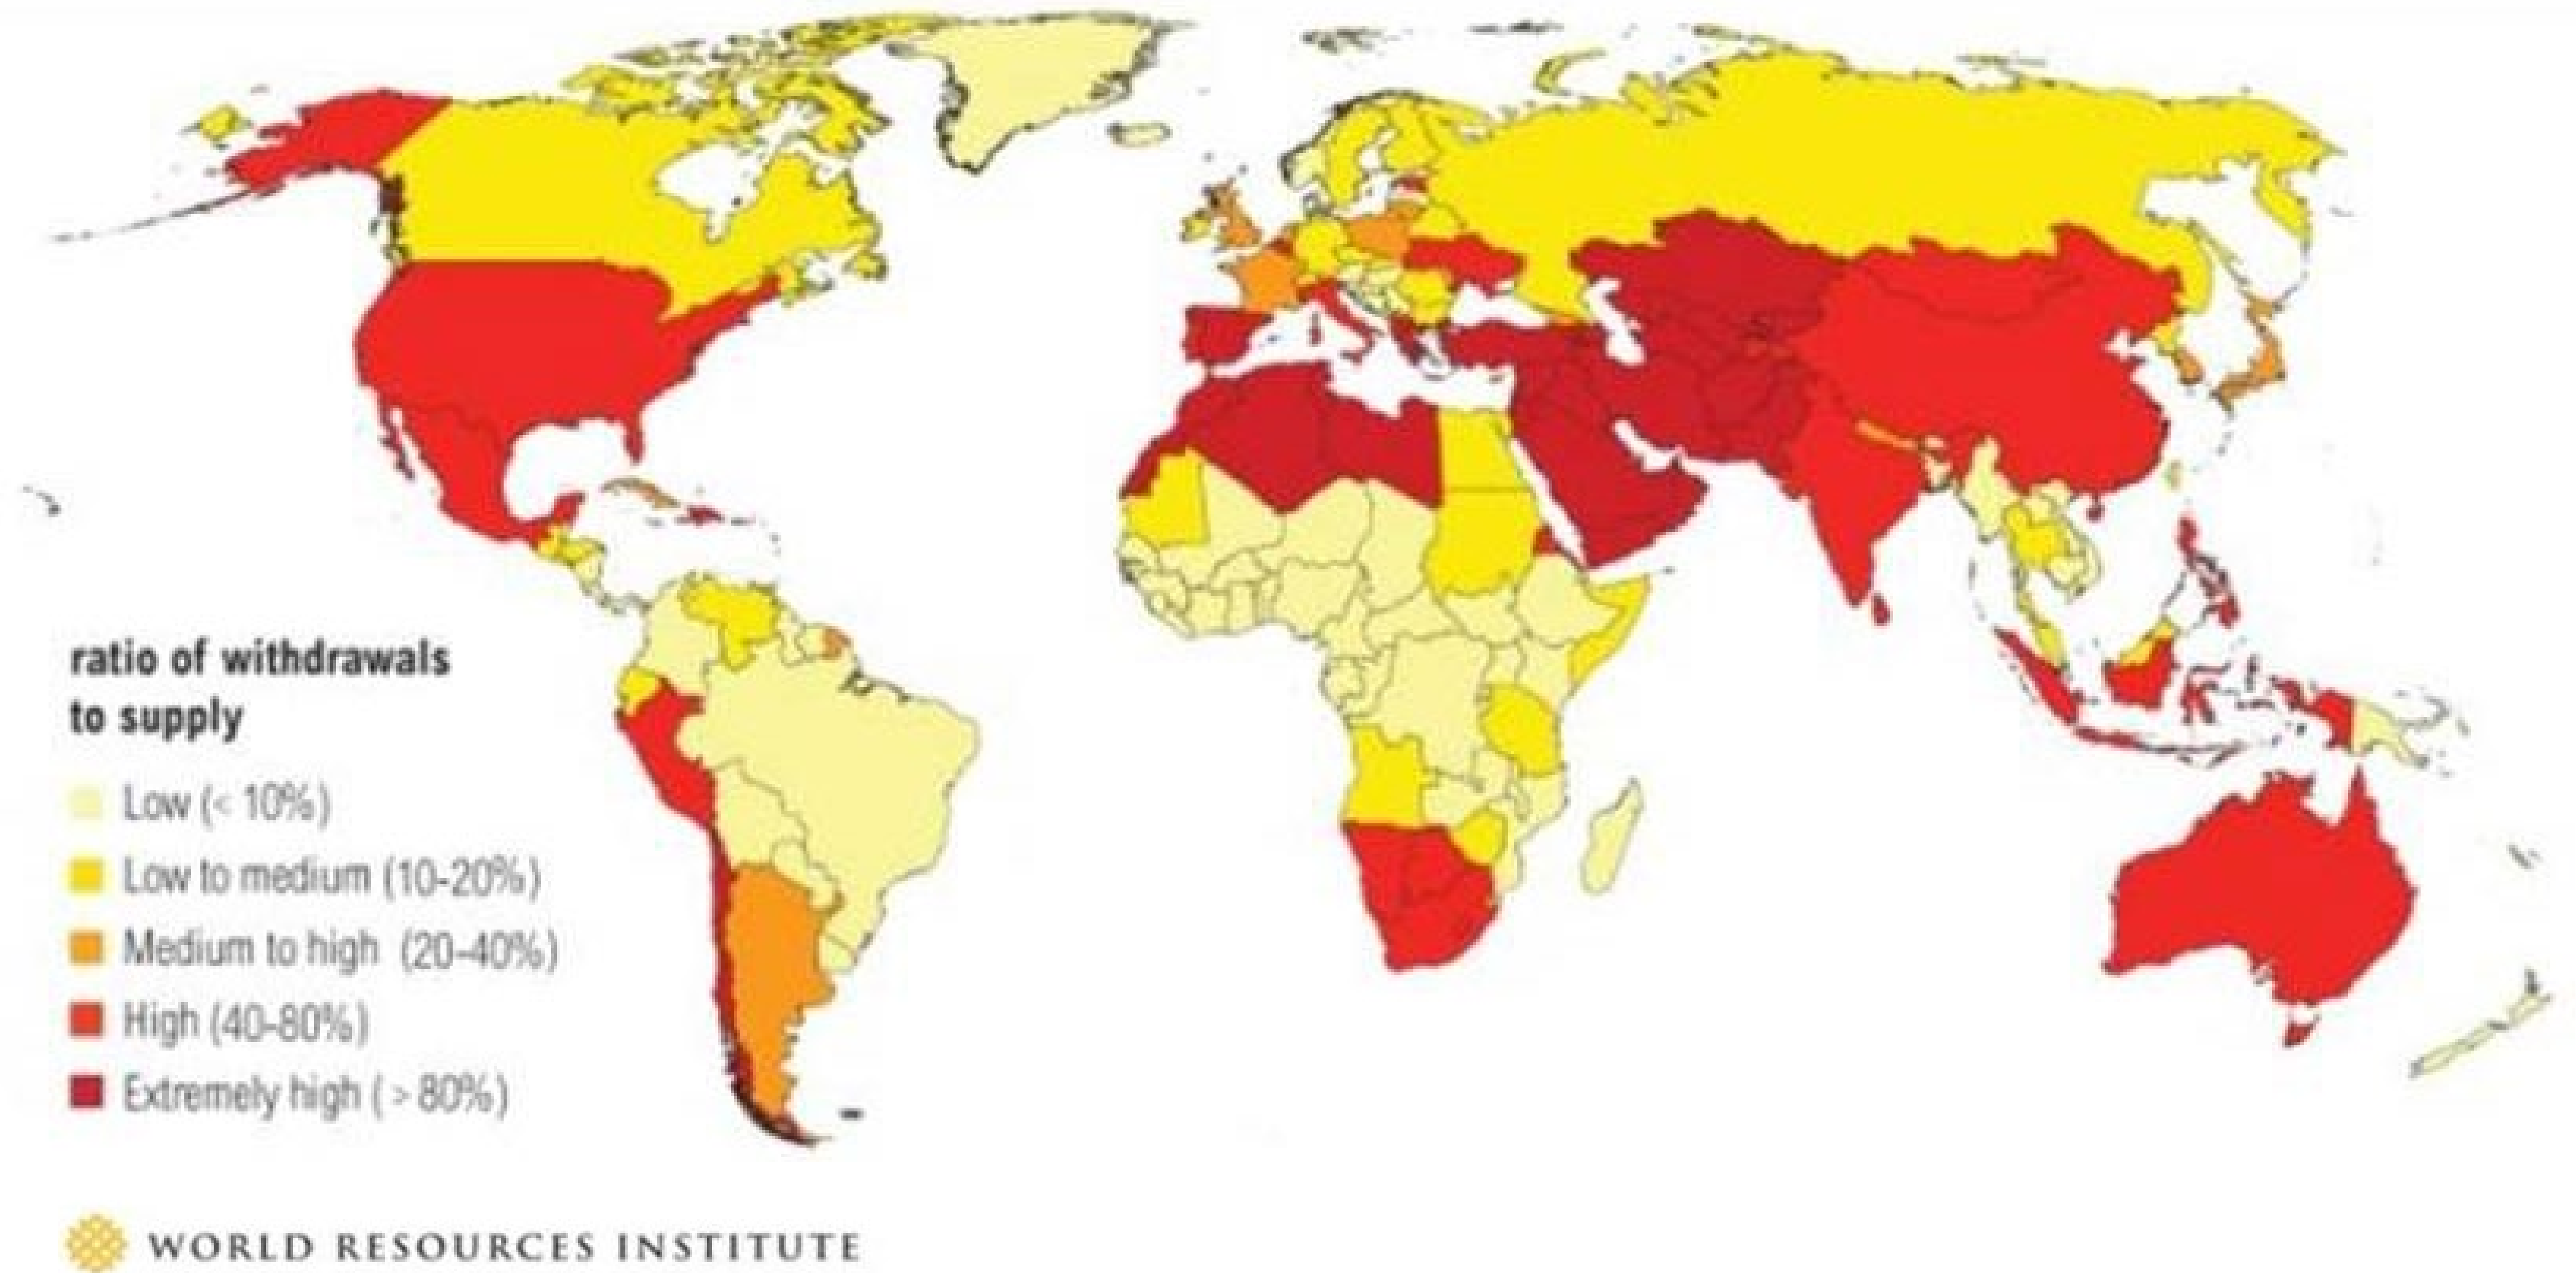 ratio of withdrawals
to supply
Low (< 10%)
Low to medium (10-20%)
Medium to high (20-40%)
High (40-80%)
Extremely high ( > 80%)
WORLD RESOURCES INSTITUTE